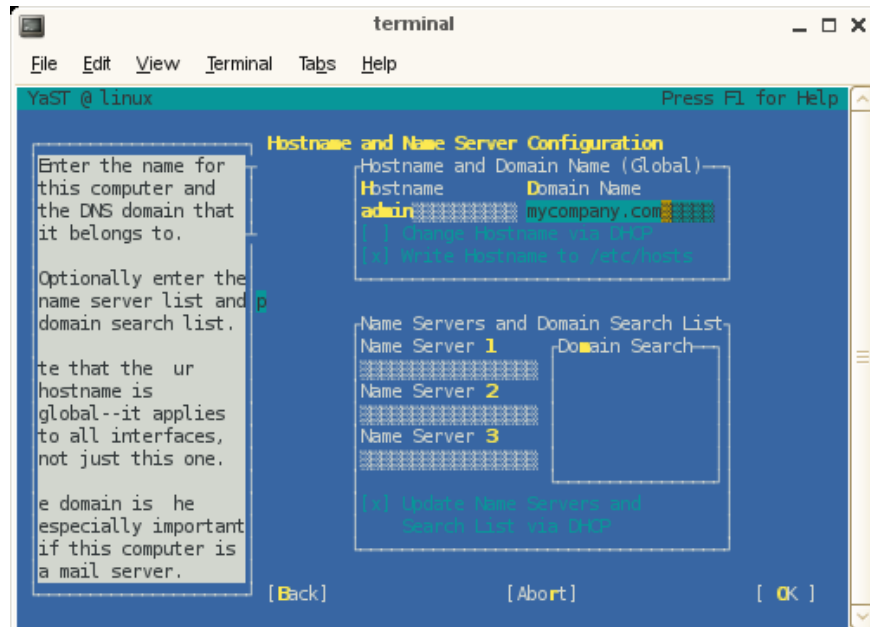 terminal
File Edit View Terminal Tabs Help
YaST @ linux Press F1 for Help
Hostname and Name Server Configuration
Enter the name for
this computer and
the DNS domain that
it belongs to.
Optionally enter the
name server list and p
domain search list.
te that the ur
hostname is
global--it applies
to all interfaces,
not just this one.
e domain is he
especially important
if this computer is
a mail server.
Hostname and Domain Name (Global)
Hostname Domain Name
admin mycompany.com
[ ] Change Hostname via DHCP
[x] Write Hostname to /etc/hosts
Name Servers and Domain Search List
Name Server 1 Domain Search
Name Server 2
Name Server 3
[x] Update Name Servers and
Search List via DHCP
[Back] [Abort] [ OK ]